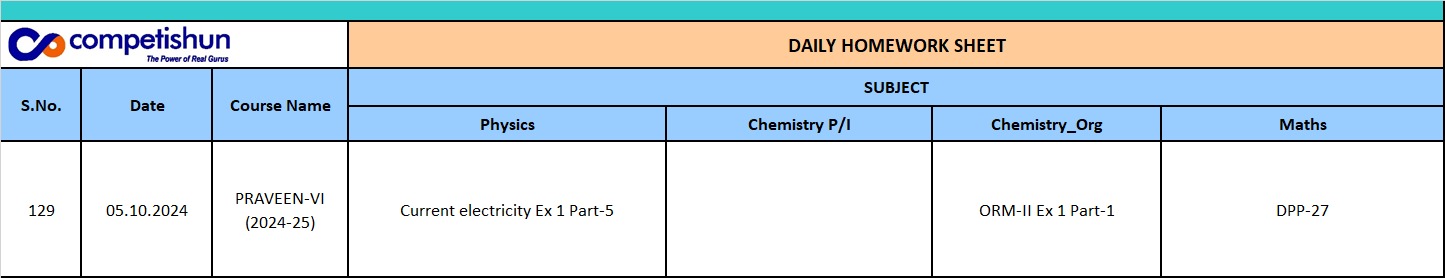 competishun
The Power of Real Gurus
DAILY HOMEWORK SHEET
S.No.
Date
Course Name
SUBJECT
Physics
Chemistry P/I
Chemistry_Org
Maths
129
05.10.2024
PRAVEEN-VI
(2024-25)
Current electricity Ex 1 Part-5
ORM-II Ex 1 Part-1
DPP-27